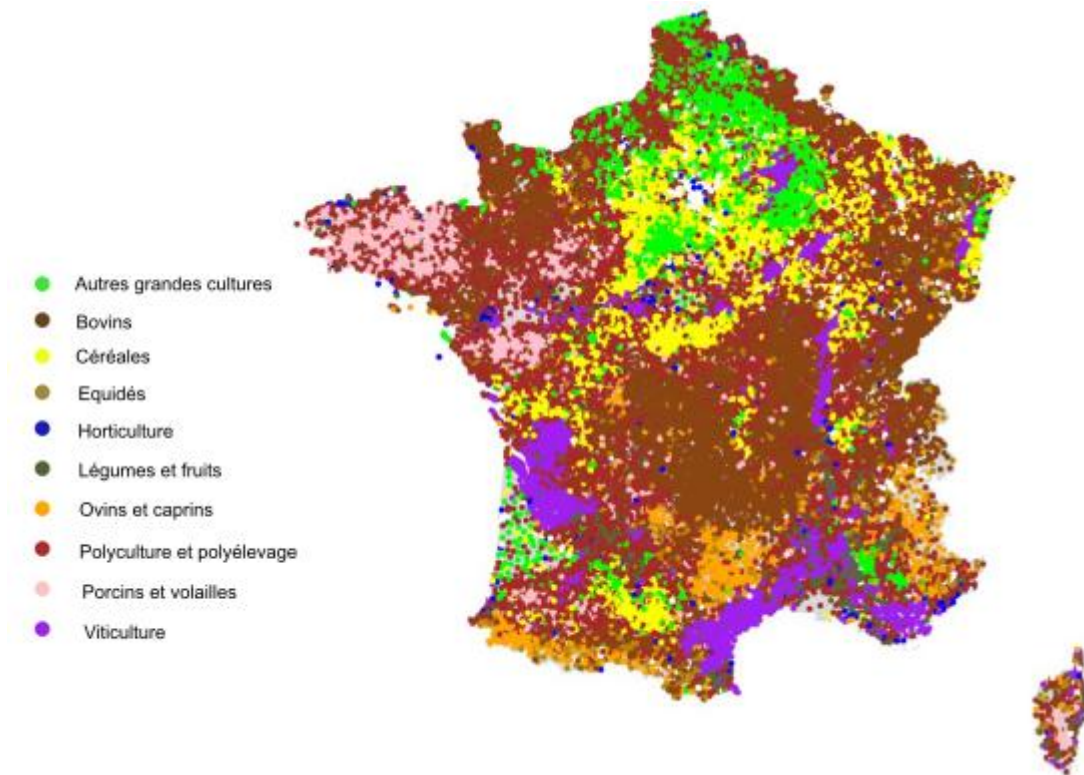 Autres grandes cultures
Bovins
Céréales
Equidés
Horticulture
Légumes et fruits
Ovins et caprins
Polyculture et polyélevage
Porcins et volailles
Viticulture